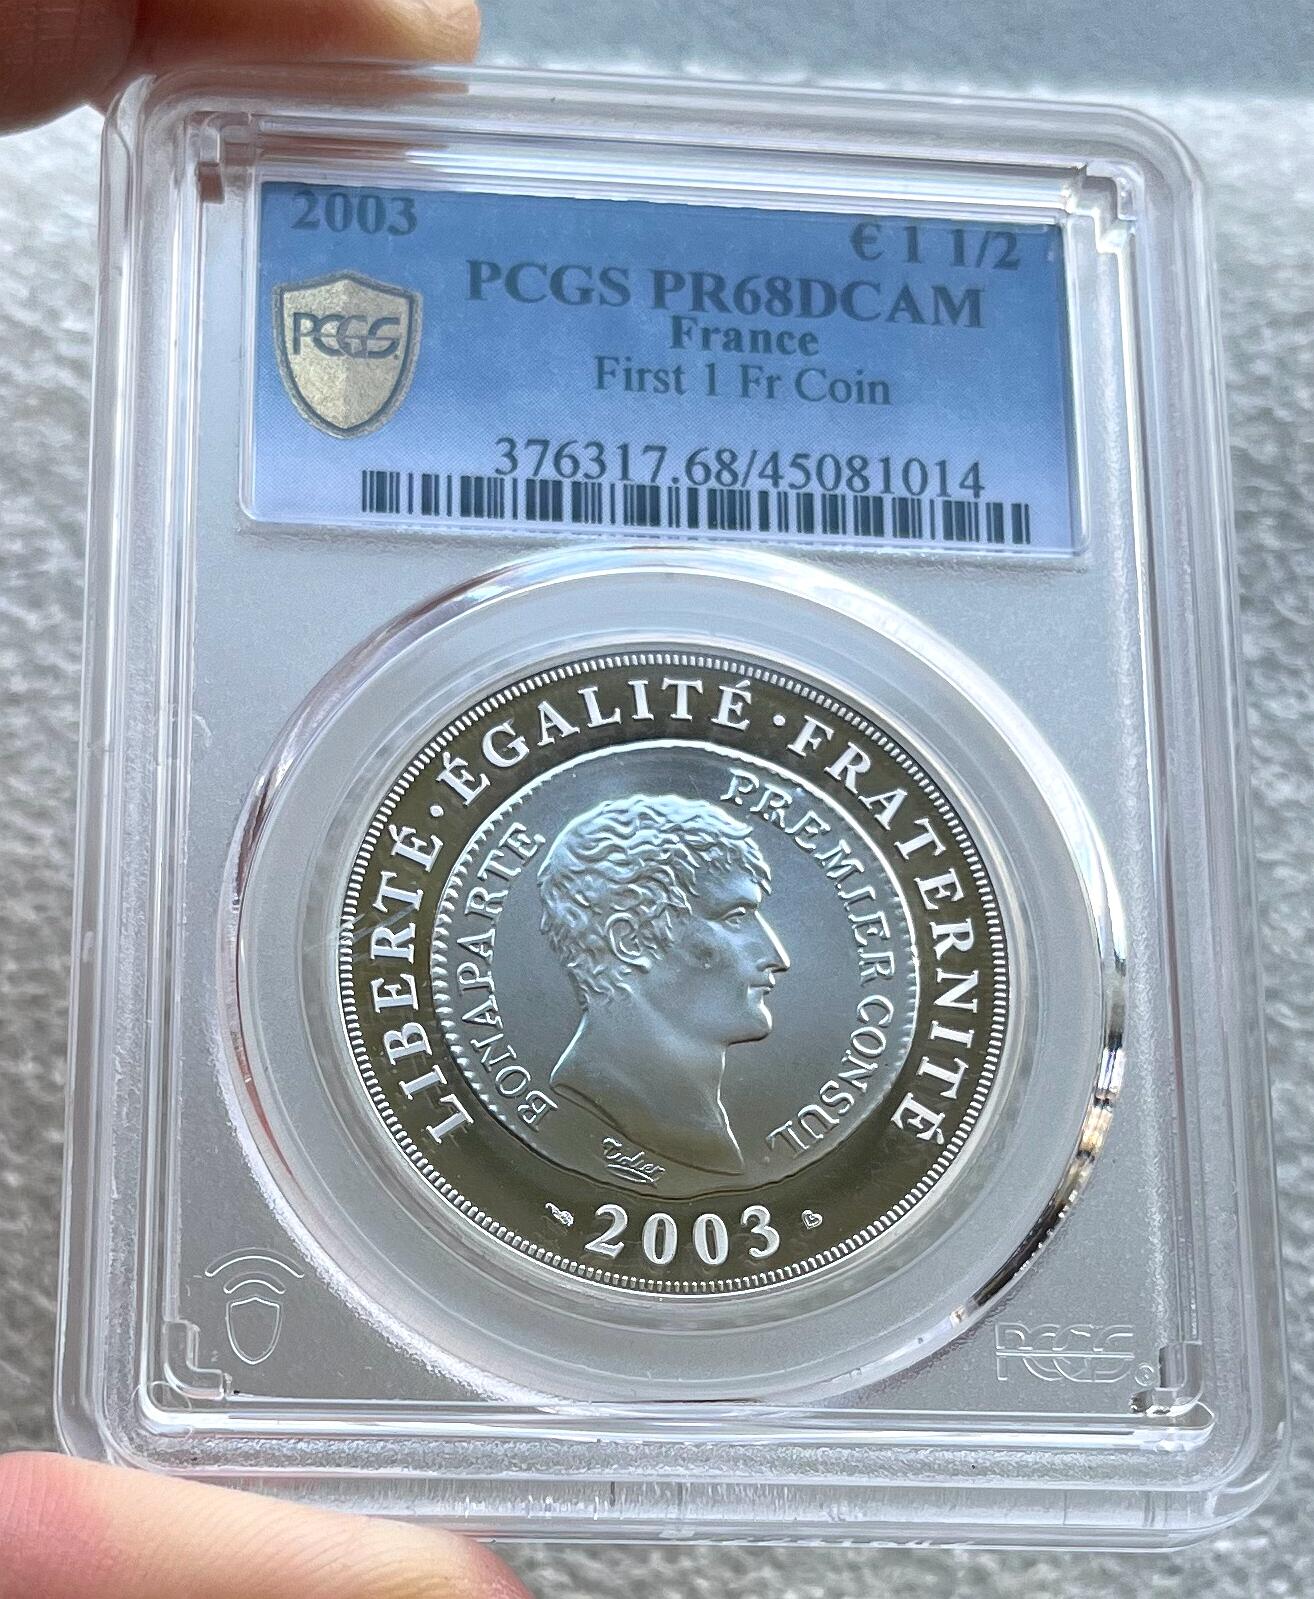 2003
€ 1 1/2
PCGS PR68DCAM
France
First 1 Fr Coin
PCGS
376317.68/45081014
LIBERTÉ · ÉGALITÉ · FRATERNITÉ
BONAPARTE PREMIER CONSUL
2003
PCGS